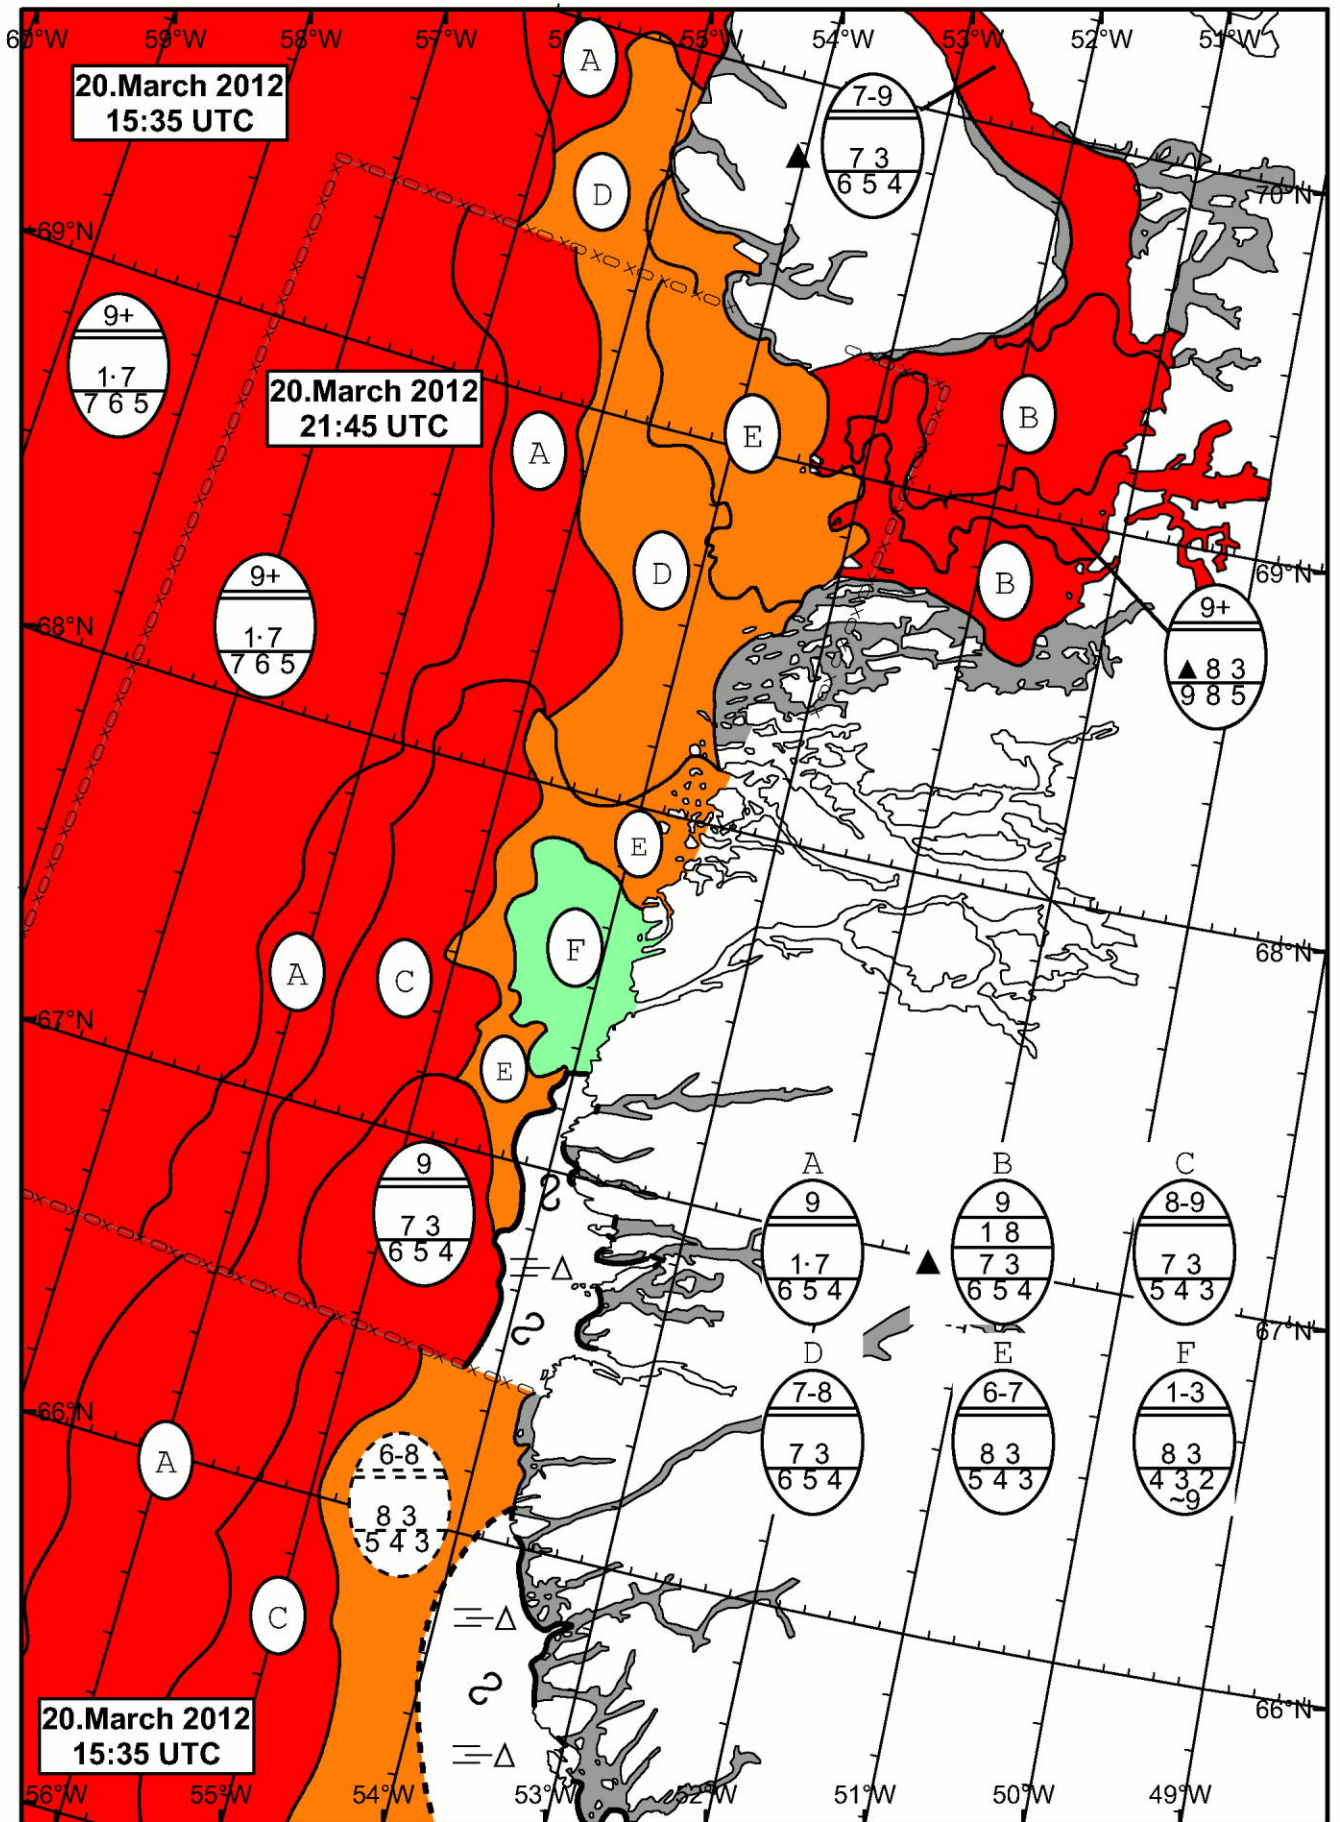 60°W 59°W 58°W 57°W 56°W 55°W 54°W 53°W 52°W 51°W
A
20.March 2012
15:35 UTC
7-9
7 3
6 5 4
D
70°N
69°N
9+
1·7
7 6 5
20.March 2012
21:45 UTC
A
E
B
D
B
69°N
9+
1·7
7 6 5
68°N
9+
▲ 8 3
9 8 5
E
F
68°N
A
C
67°N
E
9
7 3
6 5 4
A
9
1·7
6 5 4
B
9
1 8
7 3
6 5 4
C
8-9
7 3
5 4 3
67°N
D
7-8
7 3
6 5 4
E
6-7
8 3
5 4 3
F
1-3
8 3
4 3 2
~9
66°N
A
6-8
8 3
5 4 3
C
66°N
20.March 2012
15:35 UTC
56°W 55°W 54°W 53°W 52°W 51°W 50°W 49°W